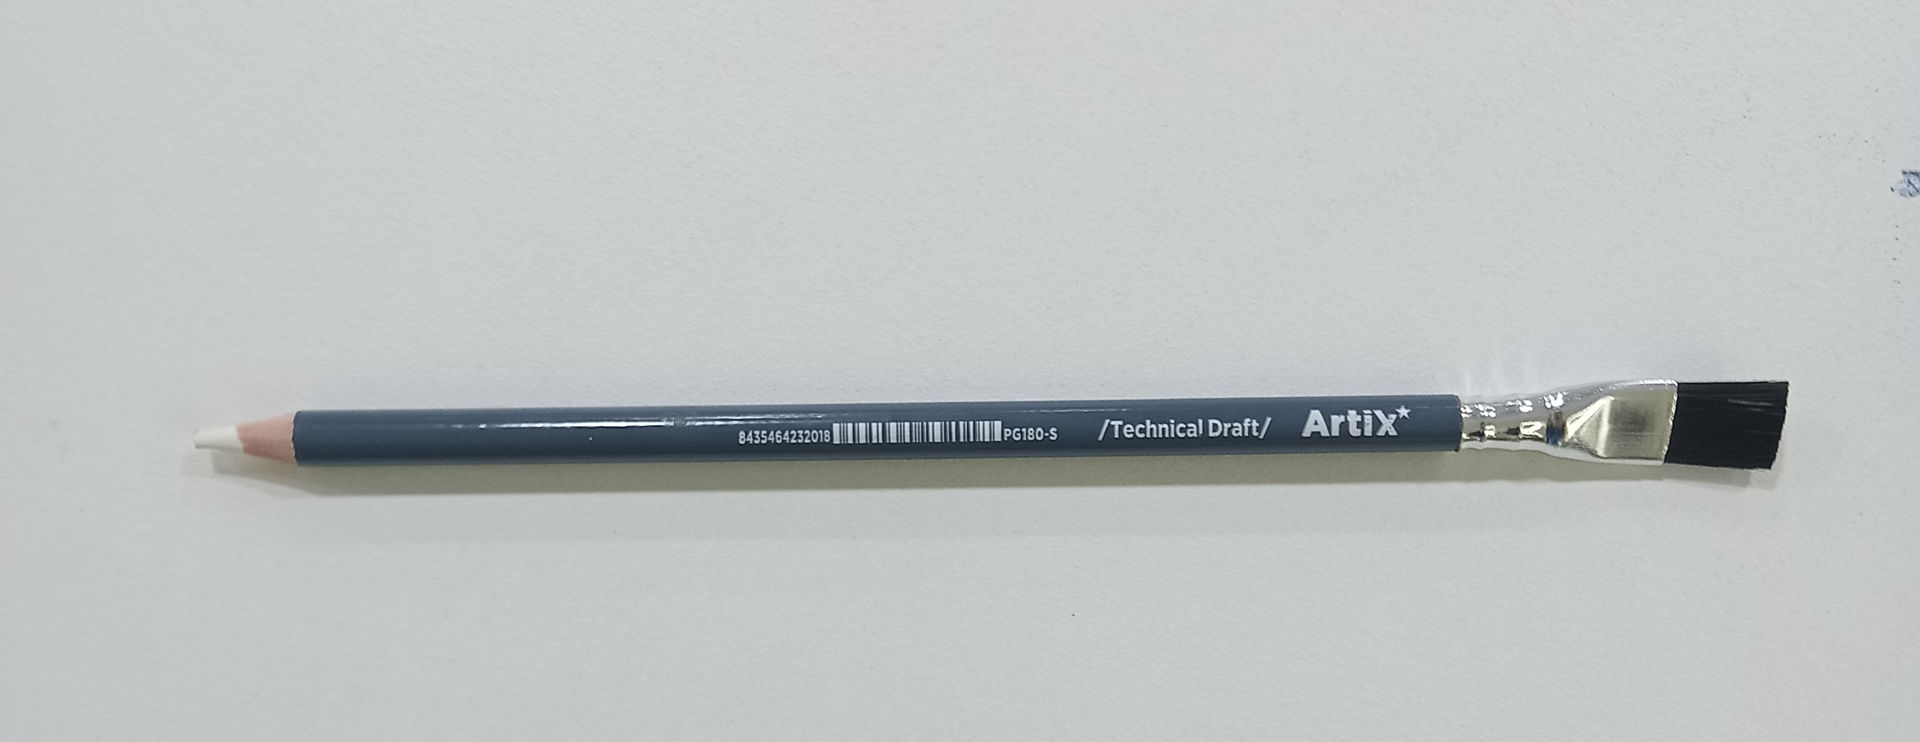 8435464232018 PG180-S /Technical Draft/ Artix